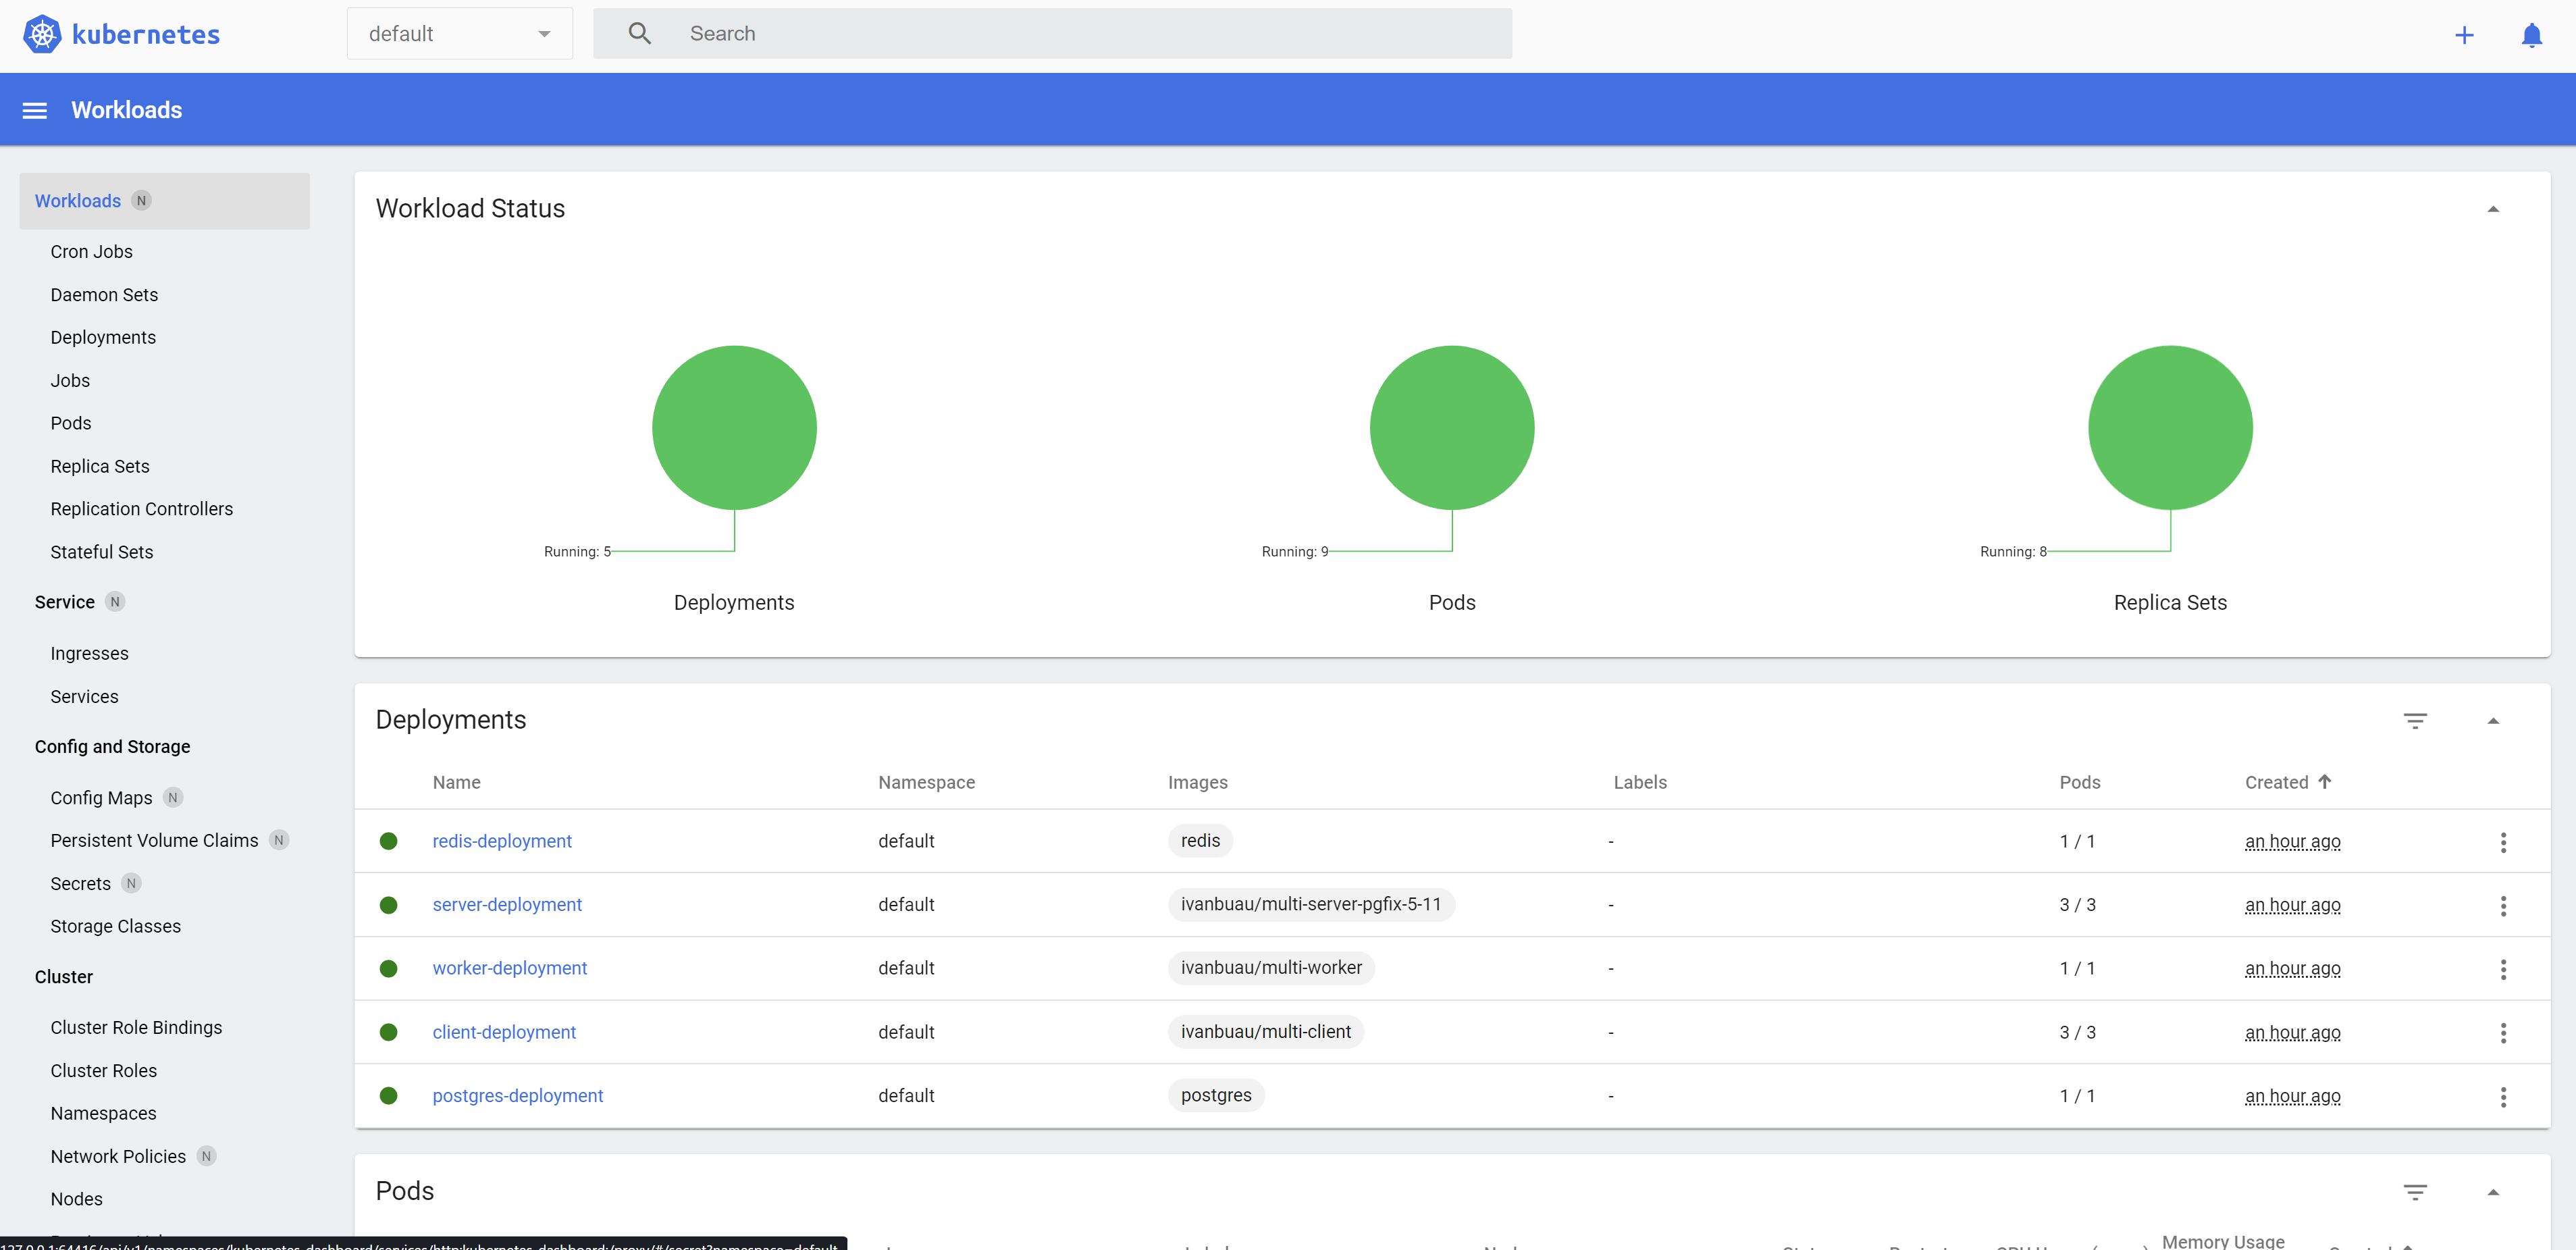 kubernetes
default
Search
Workloads
Workloads N
Cron Jobs
Daemon Sets
Deployments
Jobs
Pods
Replica Sets
Replication Controllers
Stateful Sets
Service N
Ingresses
Services
Config and Storage
Config Maps N
Persistent Volume Claims N
Secrets N
Storage Classes
Cluster
Cluster Role Bindings
Cluster Roles
Namespaces
Network Policies N
Nodes
Workload Status
Running: 5
Deployments
Running: 9
Pods
Running: 8
Replica Sets
Deployments
Name Namespace Images Labels Pods Created
redis-deployment default redis - 1 / 1 an hour ago
server-deployment default ivanbuau/multi-server-pgfix-5-11 - 3 / 3 an hour ago
worker-deployment default ivanbuau/multi-worker - 1 / 1 an hour ago
client-deployment default ivanbuau/multi-client - 3 / 3 an hour ago
postgres-deployment default postgres - 1 / 1 an hour ago
Pods
Memory Usage